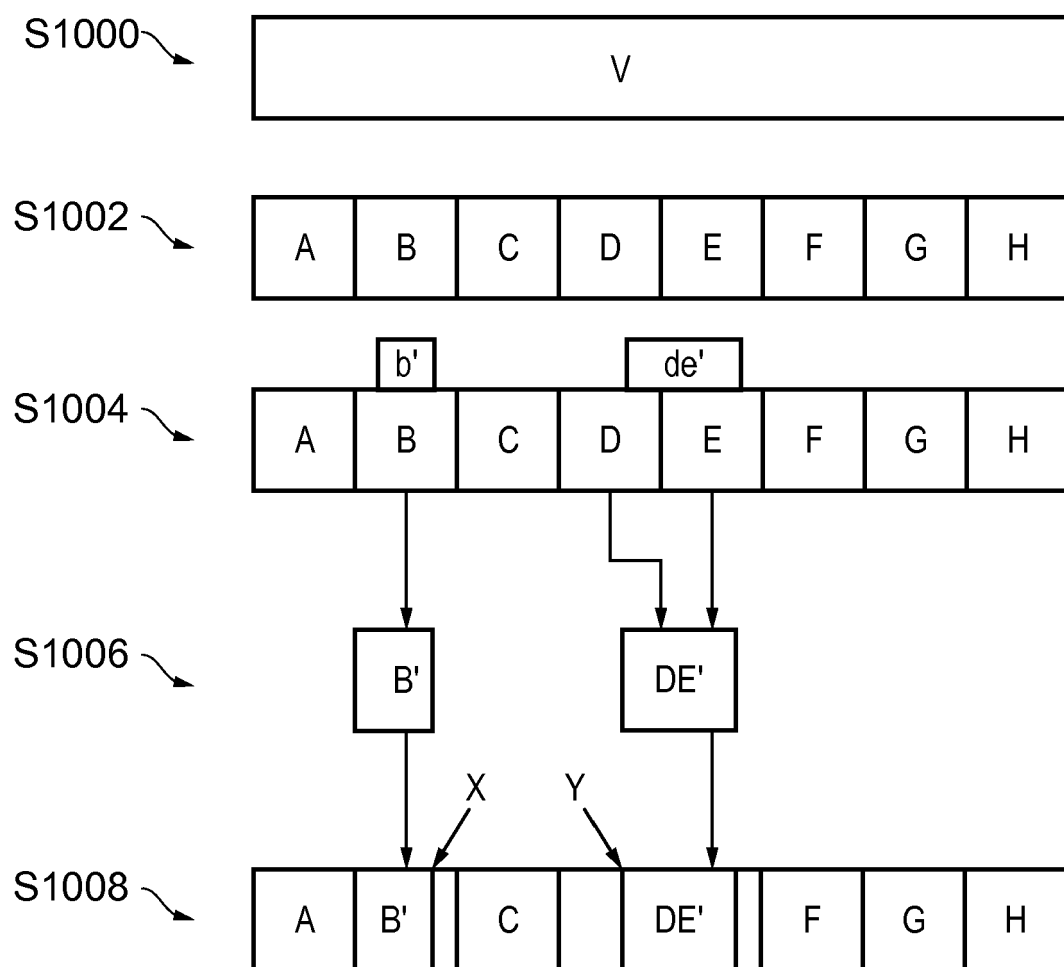 S1000
V
S1002
A B C D E F G H
b' de'
S1004
A B C D E F G H
S1006
B' DE'
X Y
S1008
A B' C DE' F G H